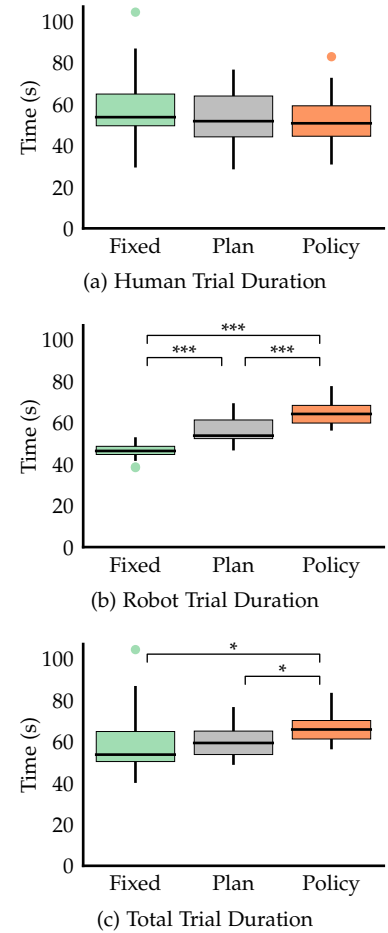 100
80
60
40
20
0
Time (s)
Fixed Plan Policy
(a) Human Trial Duration
***
*** ***
100
80
60
40
20
0
Time (s)
Fixed Plan Policy
(b) Robot Trial Duration
*
*
100
80
60
40
20
0
Time (s)
Fixed Plan Policy
(c) Total Trial Duration